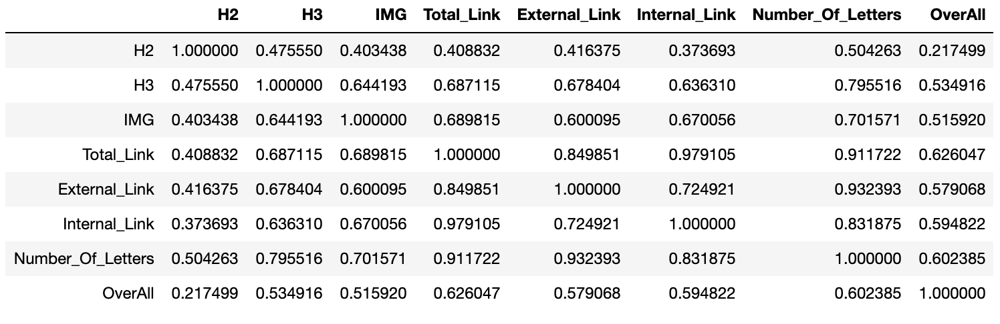 H2 H3 IMG Total_Link External_Link Internal_Link Number_Of_Letters OverAll
H2 1.000000 0.475550 0.403438 0.408832 0.416375 0.373693 0.504263 0.217499
H3 0.475550 1.000000 0.644193 0.687115 0.678404 0.636310 0.795516 0.534916
IMG 0.403438 0.644193 1.000000 0.689815 0.600095 0.670056 0.701571 0.515920
Total_Link 0.408832 0.687115 0.689815 1.000000 0.849851 0.979105 0.911722 0.626047
External_Link 0.416375 0.678404 0.600095 0.849851 1.000000 0.724921 0.932393 0.579068
Internal_Link 0.373693 0.636310 0.670056 0.979105 0.724921 1.000000 0.831875 0.594822
Number_Of_Letters 0.504263 0.795516 0.701571 0.911722 0.932393 0.831875 1.000000 0.602385
OverAll 0.217499 0.534916 0.515920 0.626047 0.579068 0.594822 0.602385 1.000000